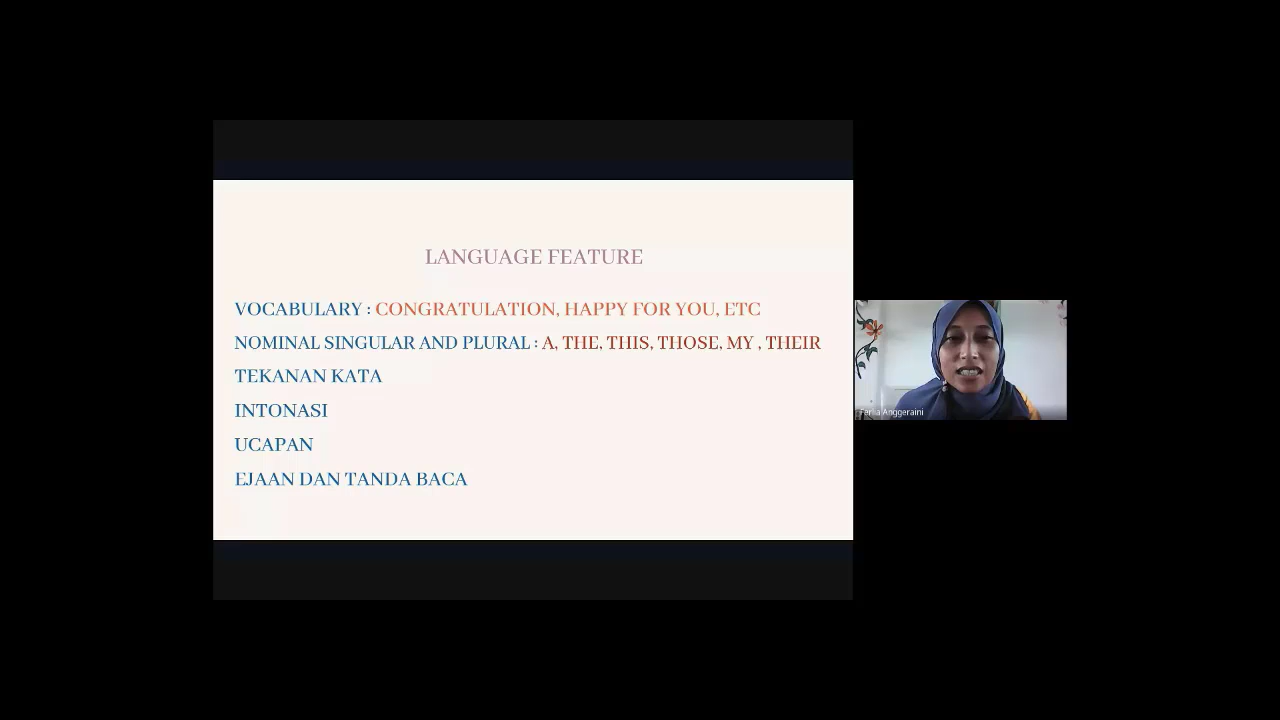 LANGUAGE FEATURE
VOCABULARY : CONGRATULATION, HAPPY FOR YOU, ETC
NOMINAL SINGULAR AND PLURAL : A, THE, THIS, THOSE, MY , THEIR
TEKANAN KATA
INTONASI
UCAPAN
EJAAN DAN TANDA BACA
Anggeraini